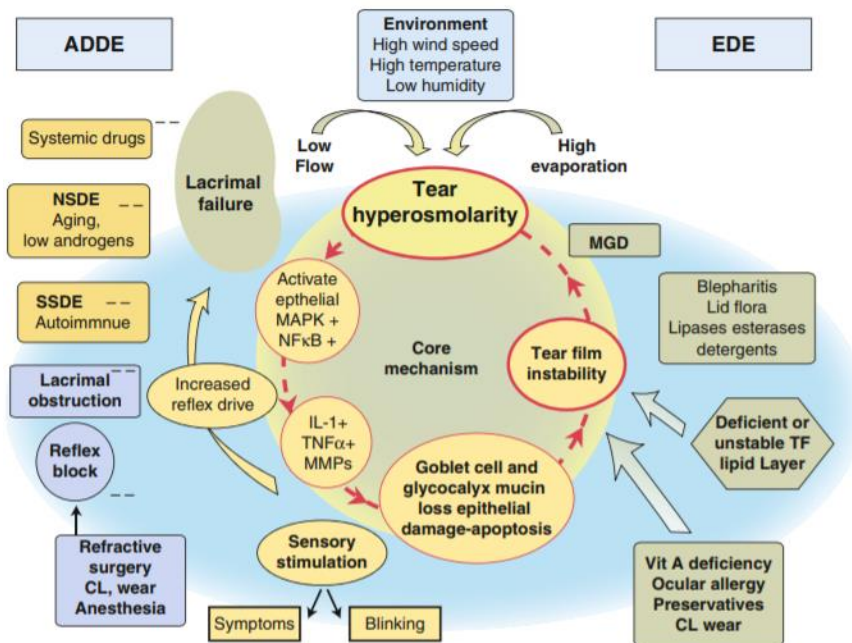 ADDE
Environment
High wind speed
High temperature
Low humidity
EDE
Systemic drugs
NSDE
Aging,
low androgens
SSDE
Autoimmnue
Lacrimal
obstruction
Reflex
block
Refractive
surgery
CL, wear
Anesthesia
Lacrimal
failure
Increased
reflex drive
Low
Flow
High
evaporation
Tear
hyperosmolarity
Activate
epthelial
MAPK +
NFκB +
IL-1+
TNFα+
MMPs
Core
mechanism
Goblet cell and
glycocalyx mucin
loss epithelial
damage-apoptosis
Tear film
instability
Sensory
stimulation
Symptoms
Blinking
MGD
Blepharitis
Lid flora
Lipases esterases
detergents
Deficient or
unstable TF
lipid Layer
Vit A deficiency
Ocular allergy
Preservatives
CL wear